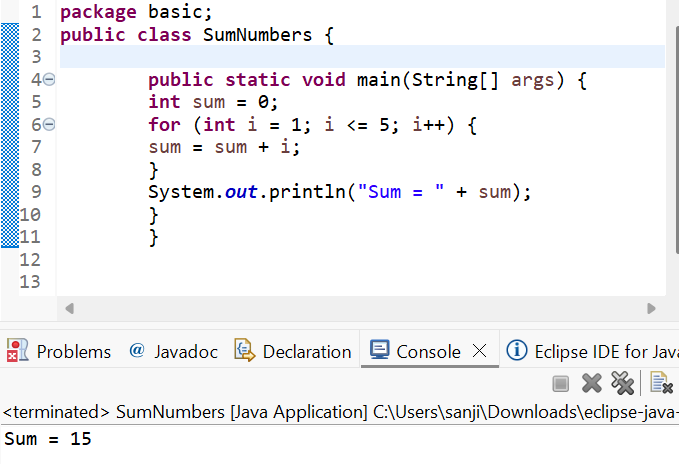 1 package basic;
2 public class SumNumbers {
3
4 public static void main(String[] args) {
5 int sum = 0;
6 for (int i = 1; i <= 5; i++) {
7 sum = sum + i;
8 }
9 System.out.println("Sum = " + sum);
10 }
11 }
12
13
Problems @ Javadoc Declaration Console Eclipse IDE for Java
<terminated> SumNumbers [Java Application] C:\Users\sanji\Downloads\eclipse-java-
Sum = 15